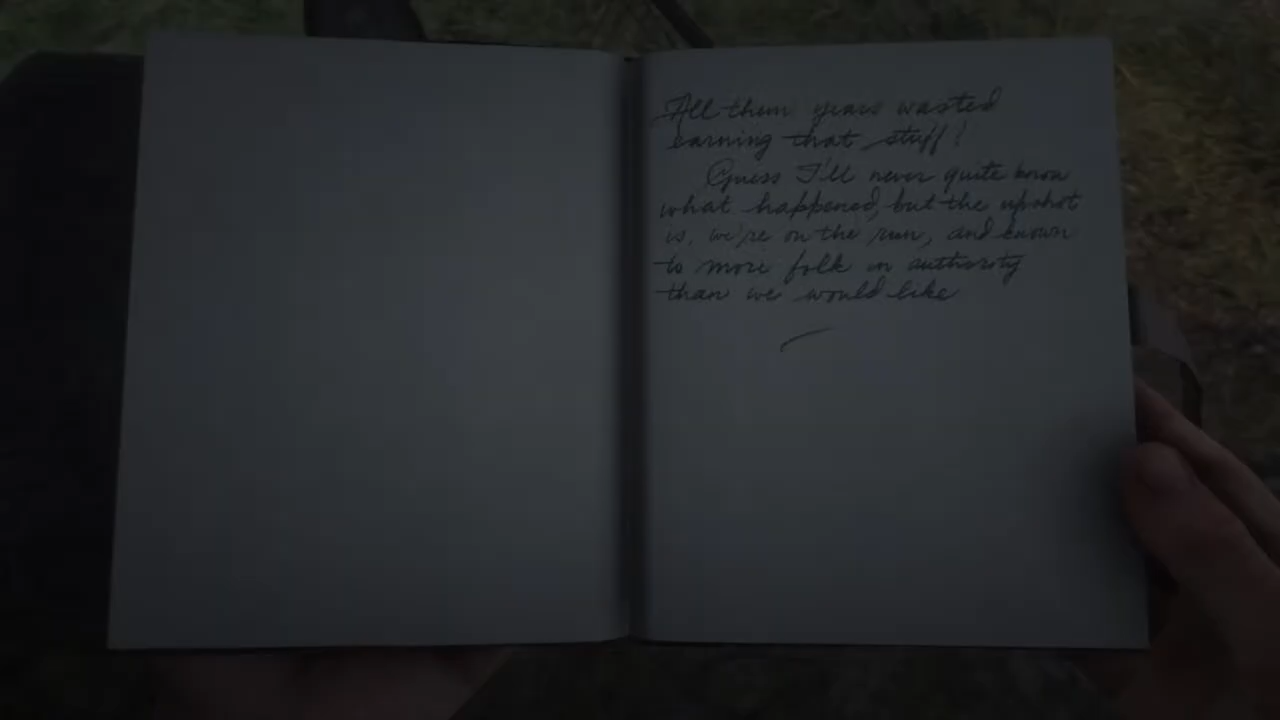 All them years wasted
earning that stuff!
Guess I'll never quite know
what happened, but the upshot
is, we're on the run, and known
to more folk in authority
than we would like